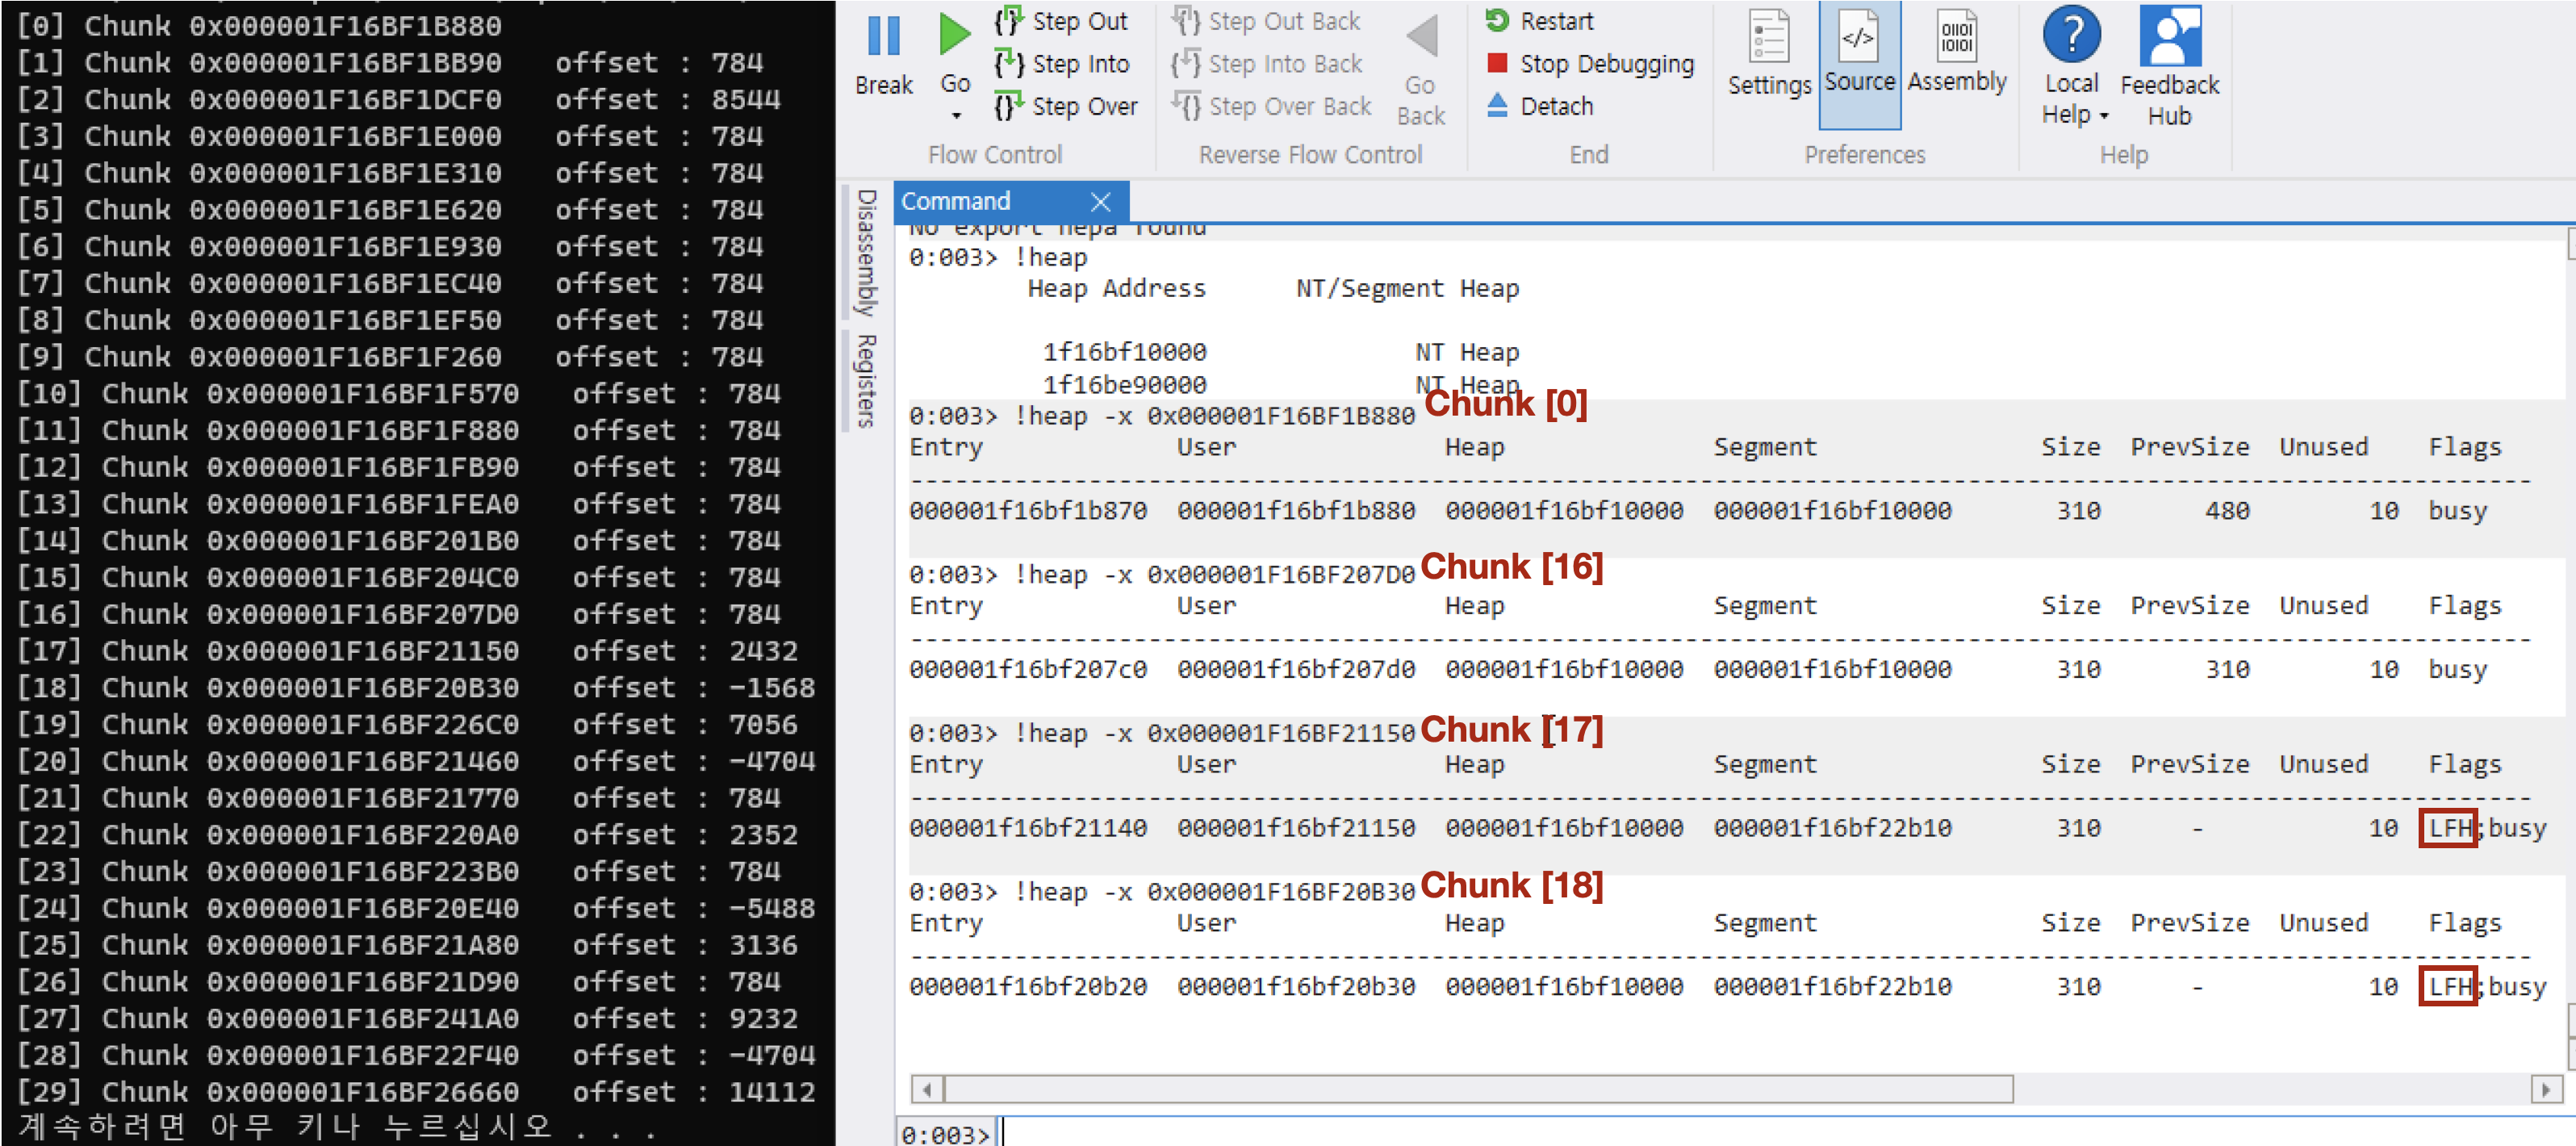 [0] Chunk 0x000001F16BF1B880
[1] Chunk 0x000001F16BF1BB90 offset : 784
[2] Chunk 0x000001F16BF1DCF0 offset : 8544
[3] Chunk 0x000001F16BF1E000 offset : 784
[4] Chunk 0x000001F16BF1E310 offset : 784
[5] Chunk 0x000001F16BF1E620 offset : 784
[6] Chunk 0x000001F16BF1E930 offset : 784
[7] Chunk 0x000001F16BF1EC40 offset : 784
[8] Chunk 0x000001F16BF1EF50 offset : 784
[9] Chunk 0x000001F16BF1F260 offset : 784
[10] Chunk 0x000001F16BF1F570 offset : 784
[11] Chunk 0x000001F16BF1F880 offset : 784
[12] Chunk 0x000001F16BF1FB90 offset : 784
[13] Chunk 0x000001F16BF1FEA0 offset : 784
[14] Chunk 0x000001F16BF201B0 offset : 784
[15] Chunk 0x000001F16BF204C0 offset : 784
[16] Chunk 0x000001F16BF207D0 offset : 784
[17] Chunk 0x000001F16BF21150 offset : 2432
[18] Chunk 0x000001F16BF20B30 offset : -1568
[19] Chunk 0x000001F16BF226C0 offset : 7056
[20] Chunk 0x000001F16BF21460 offset : -4704
[21] Chunk 0x000001F16BF21770 offset : 784
[22] Chunk 0x000001F16BF220A0 offset : 2352
[23] Chunk 0x000001F16BF223B0 offset : 784
[24] Chunk 0x000001F16BF20E40 offset : -5488
[25] Chunk 0x000001F16BF21A80 offset : 3136
[26] Chunk 0x000001F16BF21D90 offset : 784
[27] Chunk 0x000001F16BF241A0 offset : 9232
[28] Chunk 0x000001F16BF22F40 offset : -4704
[29] Chunk 0x000001F16BF26660 offset : 14112
계속하려면 아무 키나 누르십시오 . . .
Break
Go
Step Out
Step Into
Step Over
Flow Control
Step Out Back
Step Into Back
Step Over Back
Go Back
Reverse Flow Control
Restart
Stop Debugging
Detach
End
Settings
Source
Assembly
Preferences
Local Help
Feedback Hub
Help
Disassembly
Registers
Command
No export hepa found
0:003> !heap
Heap Address NT/Segment Heap
1f16bf10000 NT Heap
1f16be90000 NT Heap
0:003> !heap -x 0x000001F16BF1B880 Chunk [0]
Entry User Heap Segment Size PrevSize Unused Flags
000001f16bf1b870 000001f16bf1b880 000001f16bf10000 000001f16bf10000 310 480 10 busy
0:003> !heap -x 0x000001F16BF207D0 Chunk [16]
Entry User Heap Segment Size PrevSize Unused Flags
000001f16bf207c0 000001f16bf207d0 000001f16bf10000 000001f16bf10000 310 310 10 busy
0:003> !heap -x 0x000001F16BF21150 Chunk [17]
Entry User Heap Segment Size PrevSize Unused Flags
000001f16bf21140 000001f16bf21150 000001f16bf10000 000001f16bf22b10 310 - 10 LFH;busy
0:003> !heap -x 0x000001F16BF20B30 Chunk [18]
Entry User Heap Segment Size PrevSize Unused Flags
000001f16bf20b20 000001f16bf20b30 000001f16bf10000 000001f16bf22b10 310 - 10 LFH;busy
0:003>